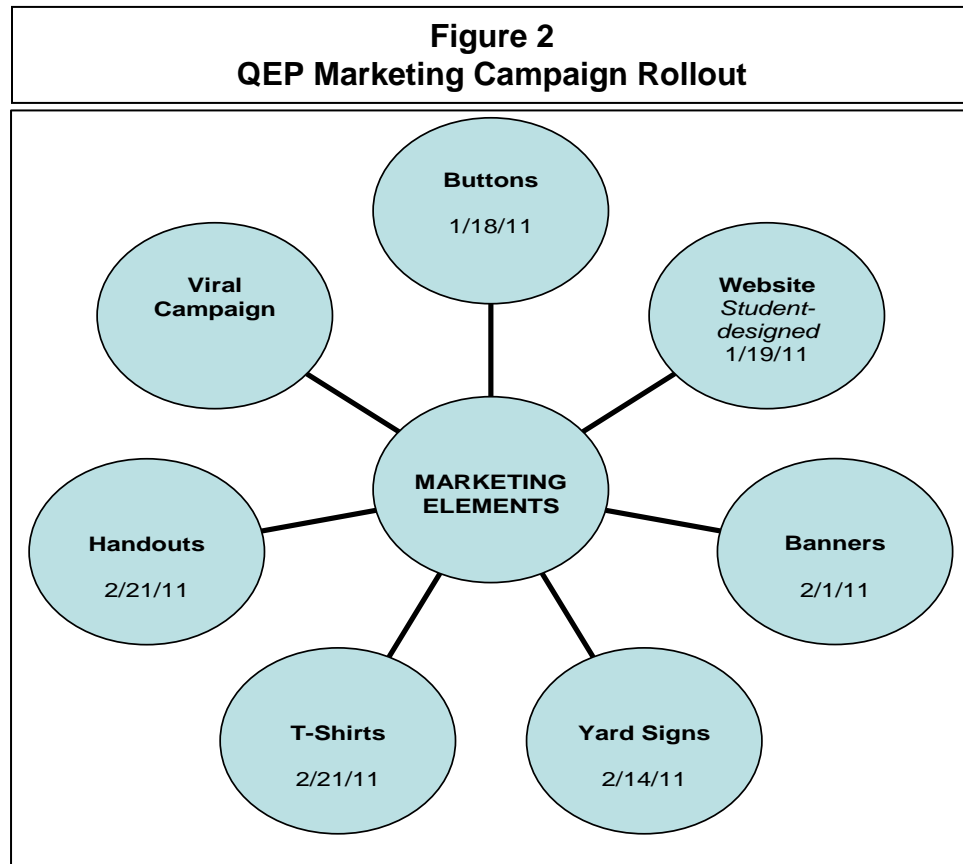 Figure 2
QEP Marketing Campaign Rollout
Buttons
1/18/11
Website
Student-
designed
1/19/11
Banners
2/1/11
Yard Signs
2/14/11
T-Shirts
2/21/11
Handouts
2/21/11
Viral
Campaign
MARKETING
ELEMENTS